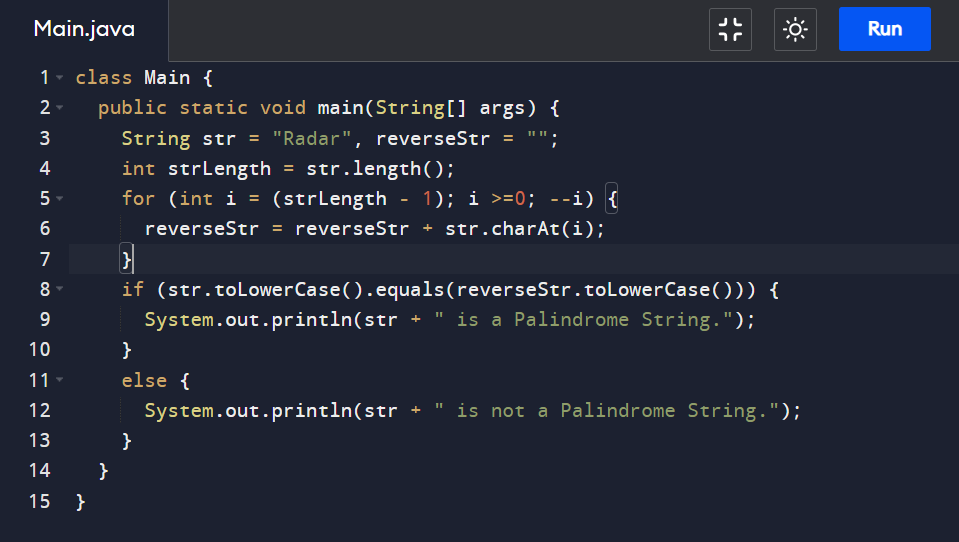 Main.java
Run
1 class Main {
2   public static void main(String[] args) {
3     String str = "Radar", reverseStr = "";
4     int strLength = str.length();
5     for (int i = (strLength - 1); i >=0; --i) {
6       reverseStr = reverseStr + str.charAt(i);
7     }
8     if (str.toLowerCase().equals(reverseStr.toLowerCase())) {
9       System.out.println(str + " is a Palindrome String.");
10     }
11     else {
12       System.out.println(str + " is not a Palindrome String.");
13     }
14   }
15 }